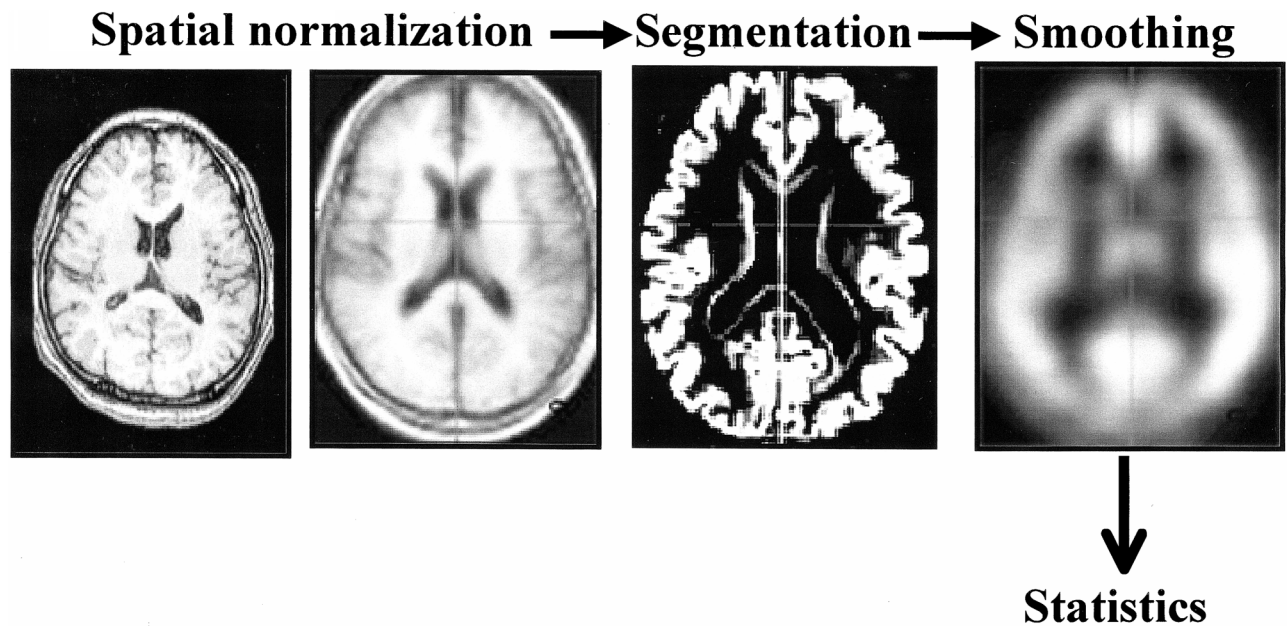 Spatial normalization → Segmentation → Smoothing
Statistics